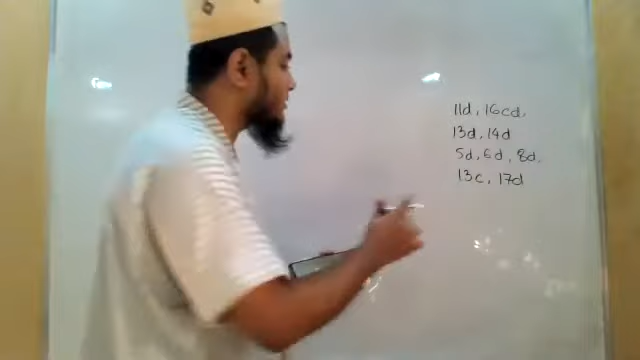 11d, 16cd,
13d, 14d
5d, 6d, 8d,
13c, 17d